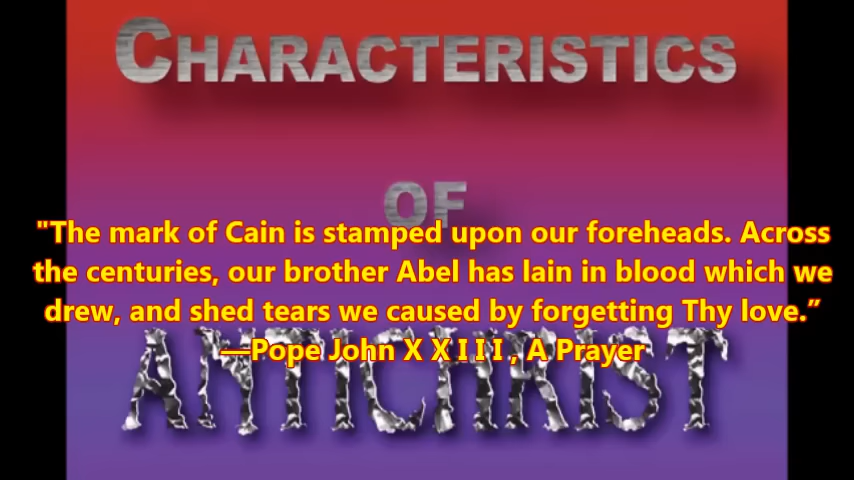 CHARACTERISTICS
OF
"The mark of Cain is stamped upon our foreheads. Across
the centuries, our brother Abel has lain in blood which we
drew, and shed tears we caused by forgetting Thy love.”
—Pope John X X I I I , A Prayer
ANTICHRIST